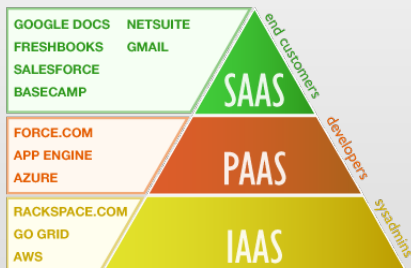 GOOGLE DOCS NETSUITE
FRESHBOOKS GMAIL
SALESFORCE
BASECAMP
SAAS
end customers
FORCE.COM
APP ENGINE
AZURE
PAAS
developers
RACKSPACE.COM
GO GRID
AWS
IAAS
sysadmins